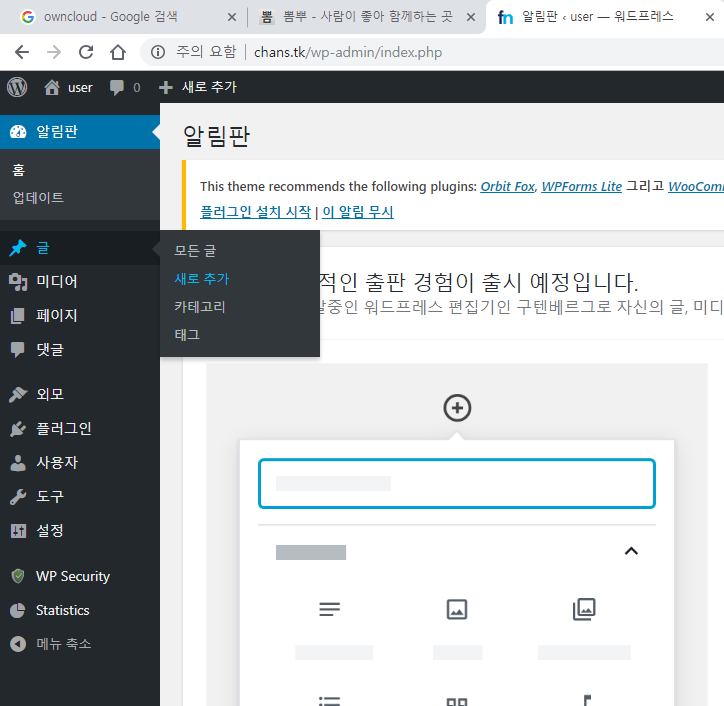 owncloud - Google 검색
뽐뿌 - 사람이 좋아 함께하는 곳
알림판 ‹ user — 워드프레스
주의 요함
chans.tk/wp-admin/index.php
user
0
새로 추가
알림판
홈
업데이트
글
모든 글
새로 추가
카테고리
태그
미디어
페이지
댓글
외모
플러그인
사용자
도구
설정
WP Security
Statistics
메뉴 축소
알림판
This theme recommends the following plugins: Orbit Fox, WPForms Lite 그리고
플러그인 설치 시작 | 이 알림 무시
적인 출판 경험이 출시 예정입니다.
발중인 워드프레스 편집기인 구텐베르그로 자신의 글, 미디